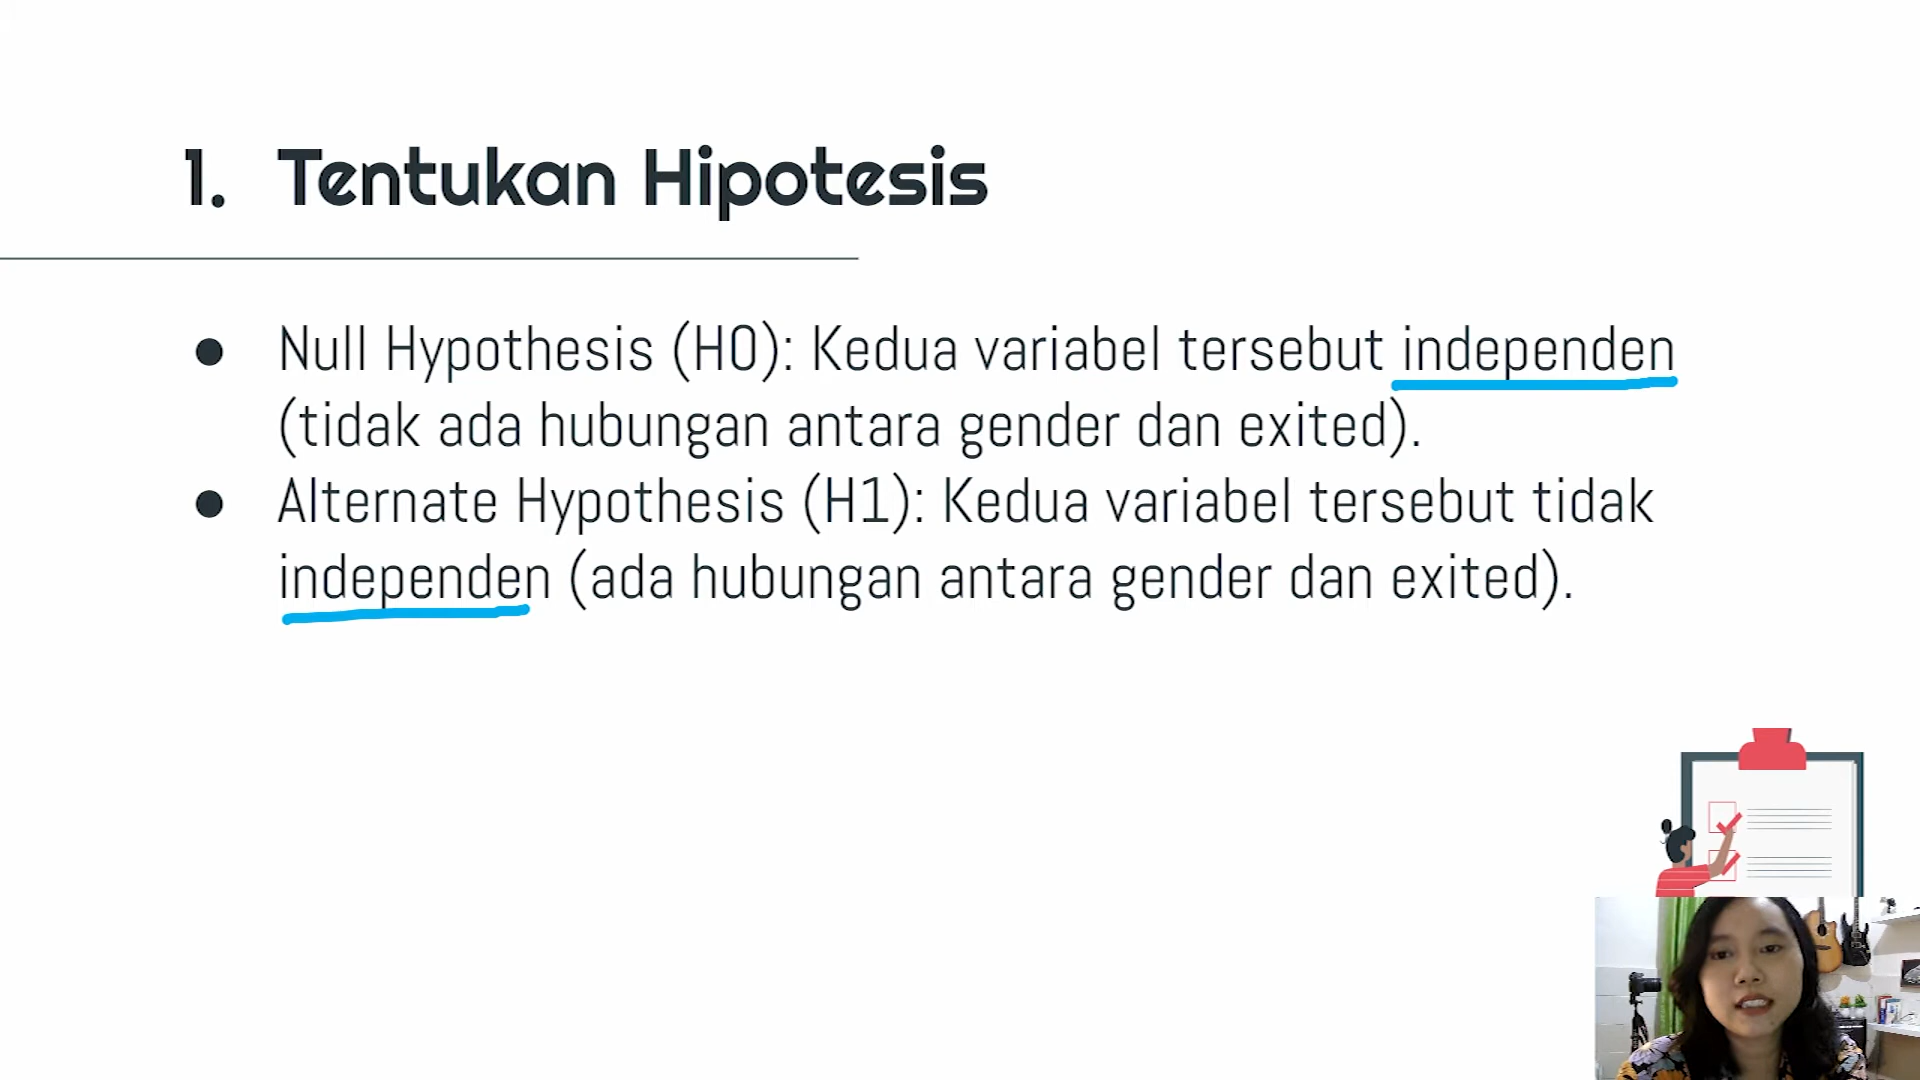 1. Tentukan Hipotesis
● Null Hypothesis (H0): Kedua variabel tersebut independen
(tidak ada hubungan antara gender dan exited).
● Alternate Hypothesis (H1): Kedua variabel tersebut tidak
independen (ada hubungan antara gender dan exited).